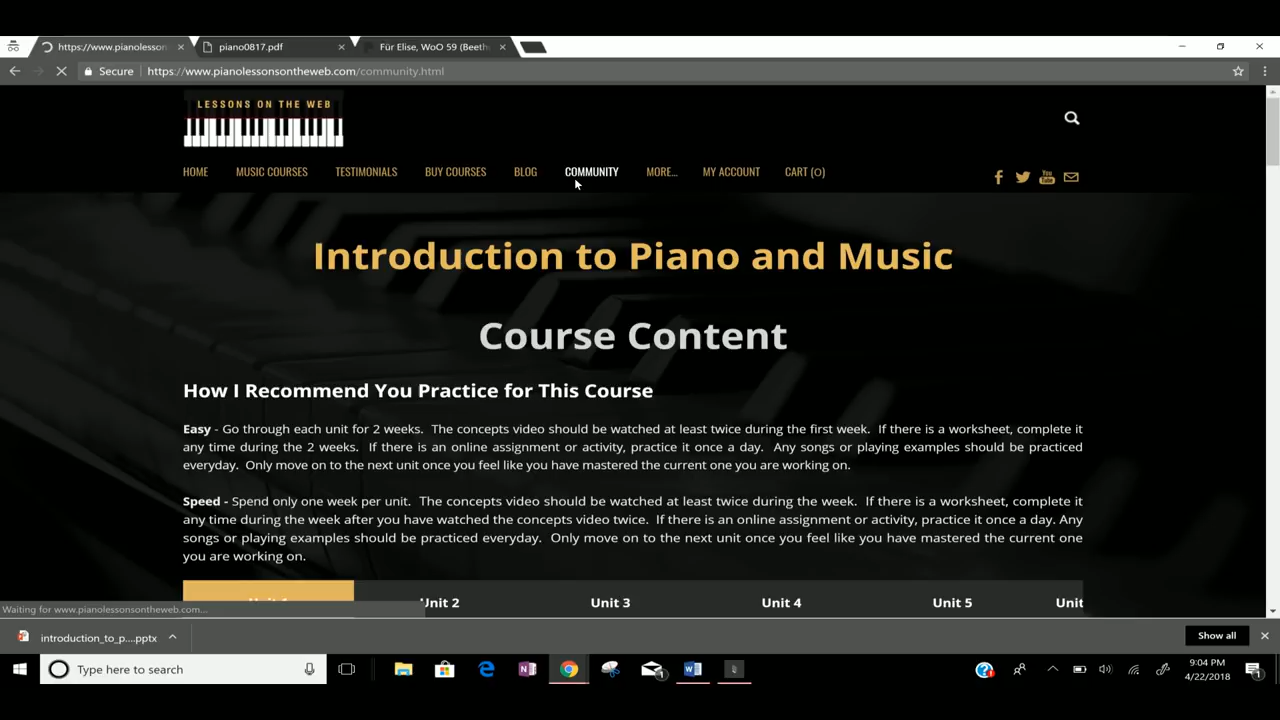 https://www.pianolesson
piano0817.pdf
Für Elise, WoO 59 (Beeth
Secure
https://www.pianolessonsontheweb.com/community.html
LESSONS ON THE WEB
HOME MUSIC COURSES TESTIMONIALS BUY COURSES BLOG COMMUNITY MORE... MY ACCOUNT CART (0)
You
Tube
Introduction to Piano and Music
Course Content
How I Recommend You Practice for This Course
Easy - Go through each unit for 2 weeks. The concepts video should be watched at least twice during the first week. If there is a worksheet, complete it
any time during the 2 weeks. If there is an online assignment or activity, practice it once a day. Any songs or playing examples should be practiced
everyday. Only move on to the next unit once you feel like you have mastered the current one you are working on.
Speed - Spend only one week per unit. The concepts video should be watched at least twice during the week. If there is a worksheet, complete it
any time during the week after you have watched the concepts video twice. If there is an online assignment or activity, practice it once a day. Any
songs or playing examples should be practiced everyday. Only move on to the next unit once you feel like you have mastered the current one
you are working on.
Unit 2 Unit 3 Unit 4 Unit 5 Unit
Waiting for www.pianolessonsontheweb.com...
introduction_to_p....pptx
Show all
Type here to search
9:04 PM
4/22/2018